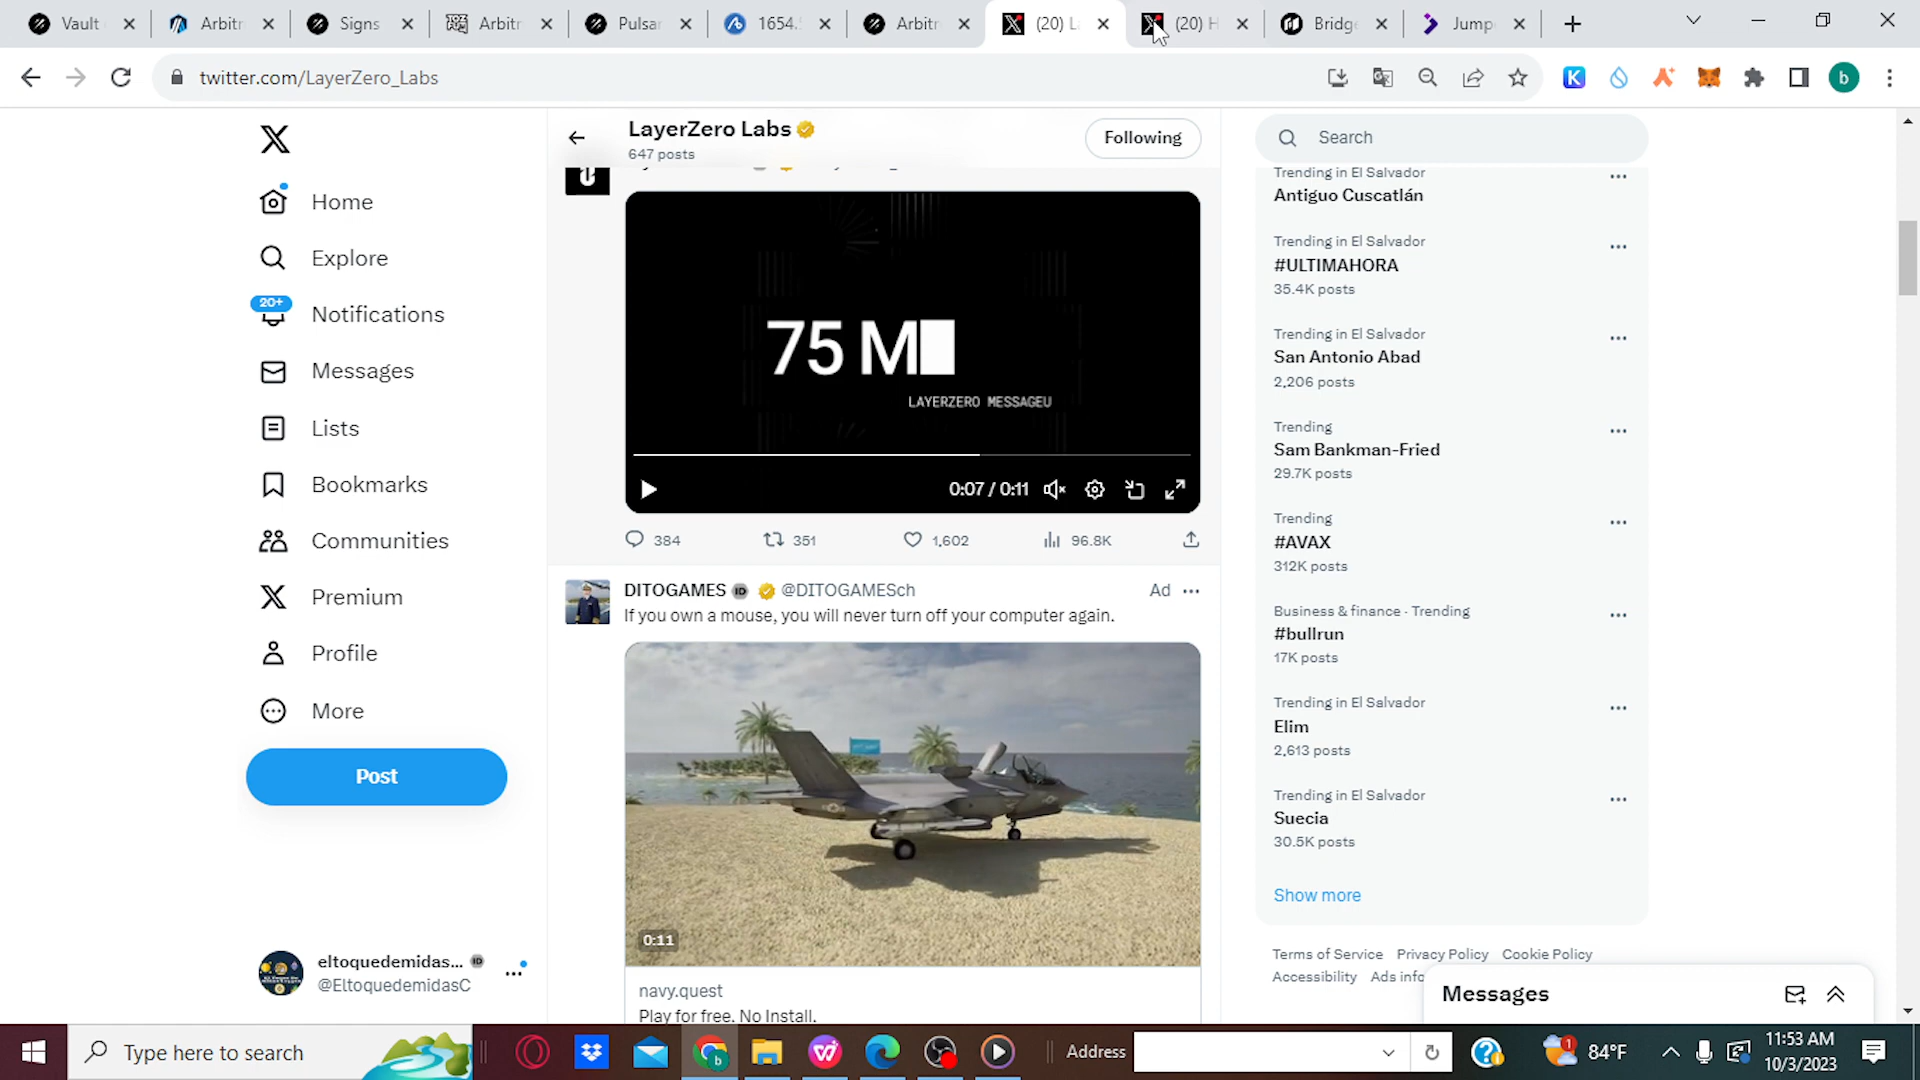 Vault
Arbitr
Signs
Arbitr
Pulsar
1654.
Arbitr
(20) L
(20) H
Bridge
Jump
twitter.com/LayerZero_Labs
b
Home
Explore
20+
Notifications
Messages
Lists
Bookmarks
Communities
Premium
Profile
More
Post
eltoquedemidas...
@EltoquedemidasC
LayerZero Labs
647 posts
Following
75 M
LAYERZERO MESSAGEU
0:07 / 0:11
384
351
1,602
96.8K
DITOGAMES @DITOGAMESch
Ad
If you own a mouse, you will never turn off your computer again.
0:11
navy.quest
Play for free. No Install.
Search
Trending in El Salvador
Antiguo Cuscatlán
Trending in El Salvador
#ULTIMAHORA
35.4K posts
Trending in El Salvador
San Antonio Abad
2,206 posts
Trending
Sam Bankman-Fried
29.7K posts
Trending
#AVAX
312K posts
Business & finance · Trending
#bullrun
17K posts
Trending in El Salvador
Elim
2,613 posts
Trending in El Salvador
Suecia
30.5K posts
Show more
Terms of Service Privacy Policy Cookie Policy
Accessibility Ads info
Messages
Type here to search
b
Address
1
84°F
11:53 AM
10/3/2023